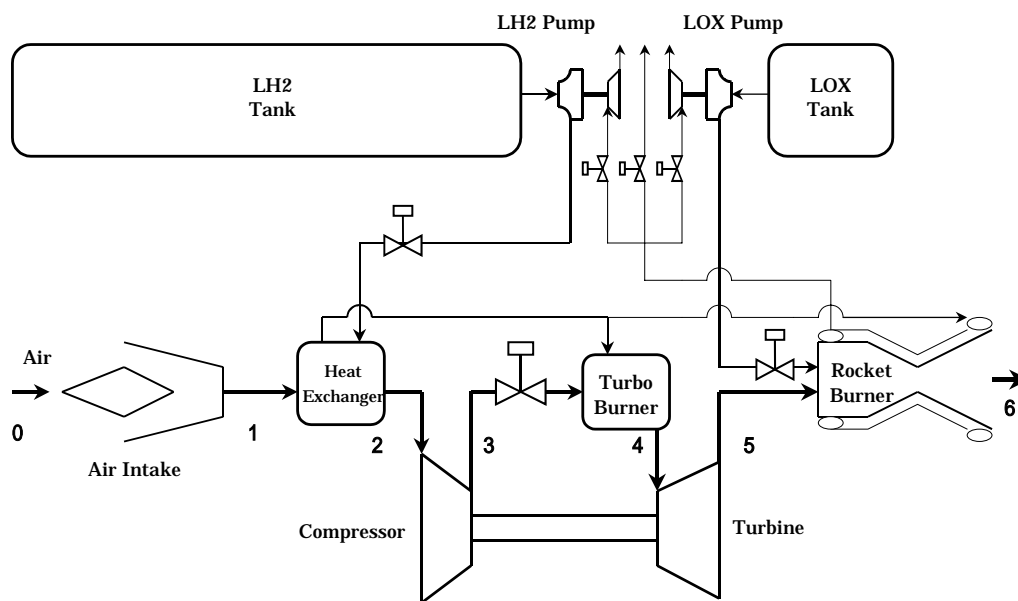 LH2 Pump
LOX Pump
LH2
Tank
LOX
Tank
Air
Heat
Exchanger
Turbo
Burner
Rocket
Burner
0
1
2
3
4
5
6
Air Intake
Compressor
Turbine